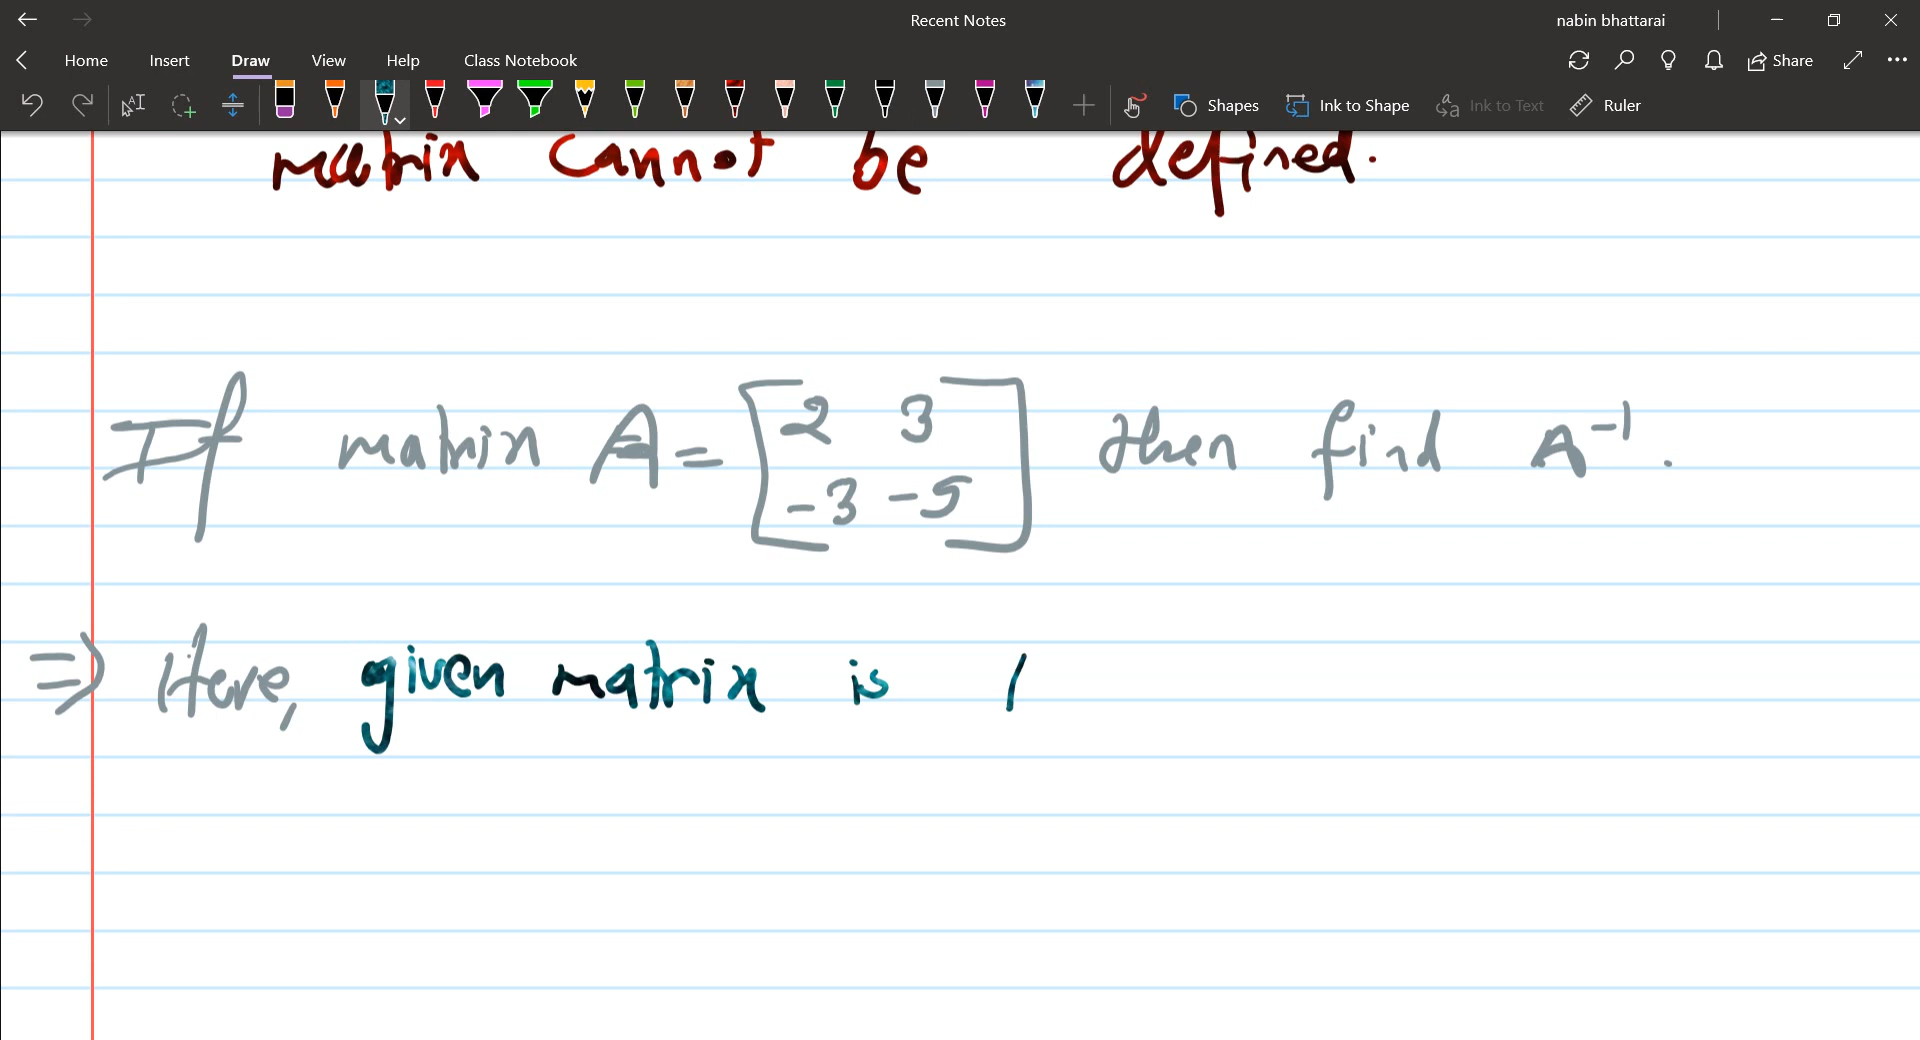 Recent Notes
nabin bhattarai
Home Insert Draw View Help Class Notebook Share
Shapes Ink to Shape Ink to Text Ruler
matrix cannot be defined.
If matrix A = [2 3 then find A⁻¹.
-3 -5]
⇒ Here, given matrix is /